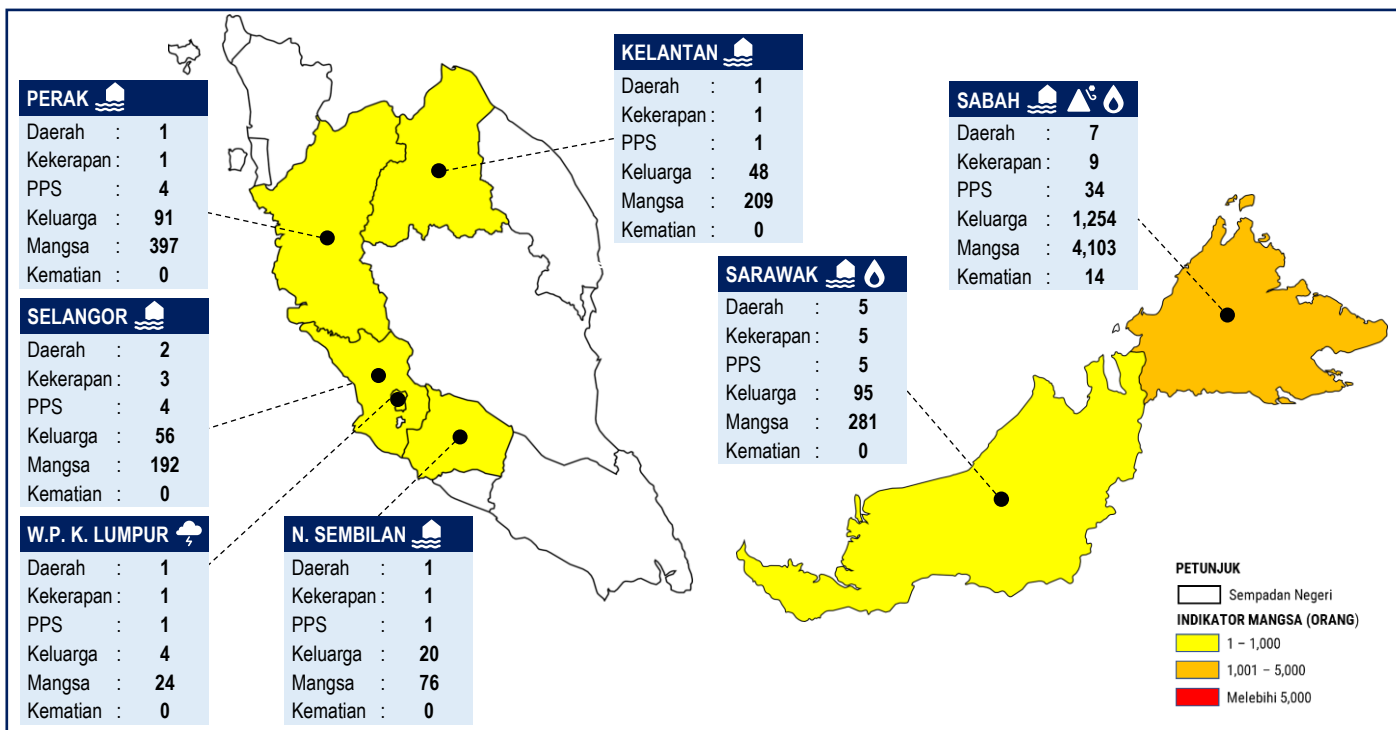 PERAK
Daerah : 1
Kekerapan : 1
PPS : 4
Keluarga : 91
Mangsa : 397
Kematian : 0
SELANGOR
Daerah : 2
Kekerapan : 3
PPS : 4
Keluarga : 56
Mangsa : 192
Kematian : 0
W.P. K. LUMPUR
Daerah : 1
Kekerapan : 1
PPS : 1
Keluarga : 4
Mangsa : 24
Kematian : 0
N. SEMBILAN
Daerah : 1
Kekerapan : 1
PPS : 1
Keluarga : 20
Mangsa : 76
Kematian : 0
KELANTAN
Daerah : 1
Kekerapan : 1
PPS : 1
Keluarga : 48
Mangsa : 209
Kematian : 0
SARAWAK
Daerah : 5
Kekerapan : 5
PPS : 5
Keluarga : 95
Mangsa : 281
Kematian : 0
SABAH
Daerah : 7
Kekerapan : 9
PPS : 34
Keluarga : 1,254
Mangsa : 4,103
Kematian : 14
PETUNJUK
Sempadan Negeri
INDIKATOR MANGSA (ORANG)
1 – 1,000
1,001 – 5,000
Melebihi 5,000